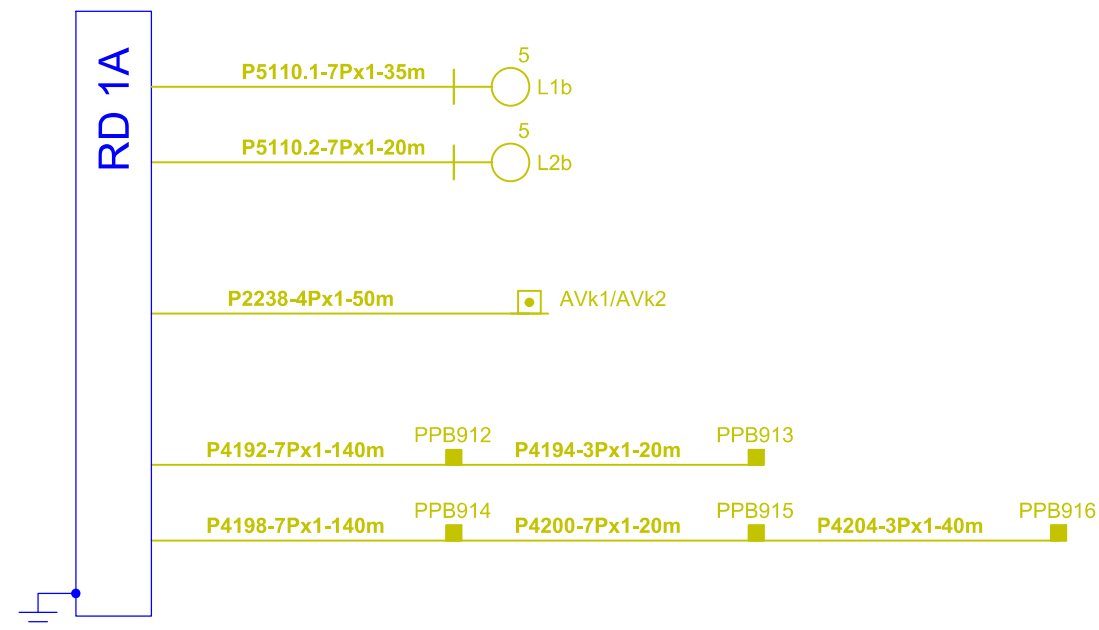 RD 1A
5
P5110.1-7Px1-35m
L1b
5
P5110.2-7Px1-20m
L2b
P2238-4Px1-50m
AVk1/AVk2
P4192-7Px1-140m
PPB912
P4194-3Px1-20m
PPB913
P4198-7Px1-140m
PPB914
P4200-7Px1-20m
PPB915
P4204-3Px1-40m
PPB916